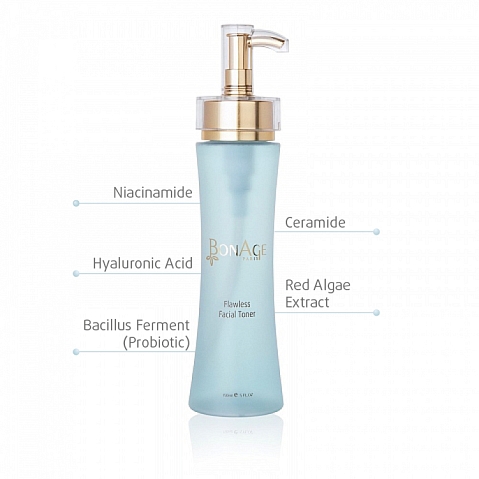 Niacinamide
Ceramide
BONAGE
Hyaluronic Acid
Red Algae
Extract
Flawless
Facial Toner
Bacillus Ferment
(Probiotic)